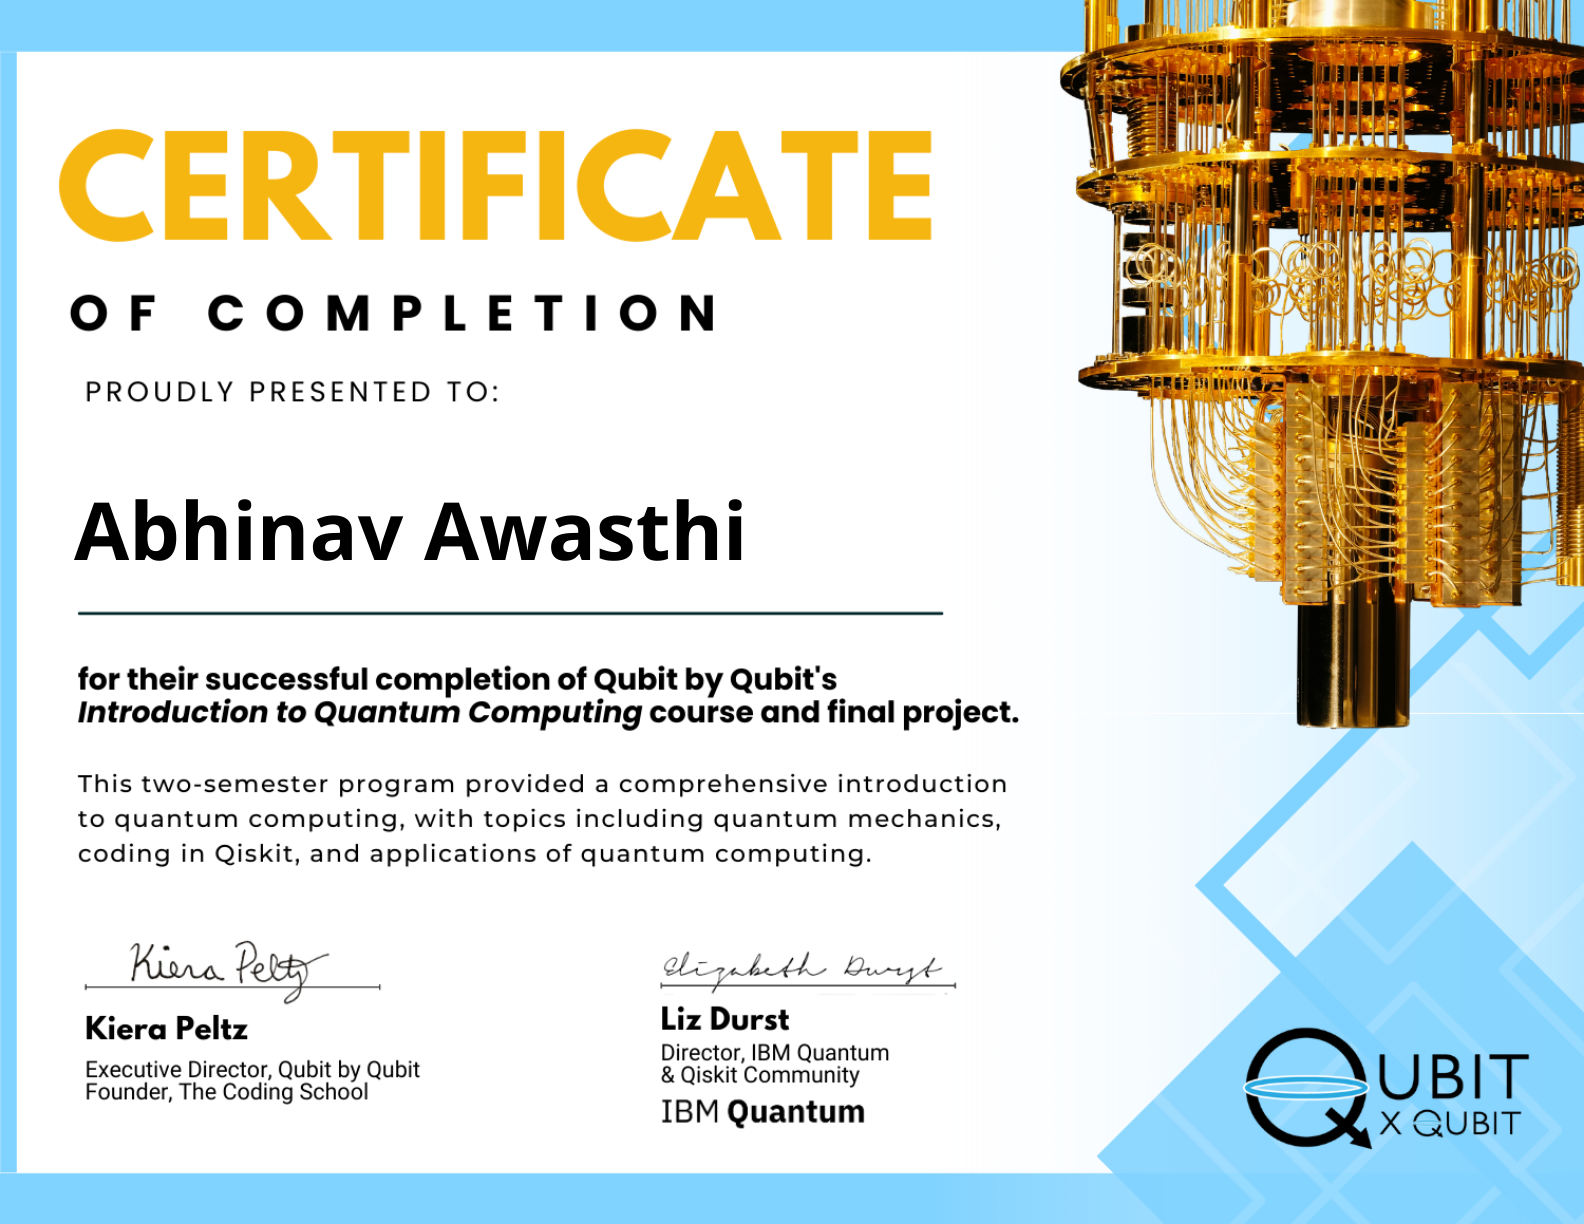 CERTIFICATE
OF COMPLETION
PROUDLY PRESENTED TO:
Abhinav Awasthi
for their successful completion of Qubit by Qubit's
Introduction to Quantum Computing course and final project.
This two-semester program provided a comprehensive introduction
to quantum computing, with topics including quantum mechanics,
coding in Qiskit, and applications of quantum computing.
Kiera Peltz
Kiera Peltz
Executive Director, Qubit by Qubit
Founder, The Coding School
Elizabeth Durst
Liz Durst
Director, IBM Quantum
& Qiskit Community
IBM Quantum
QUBIT
X QUBIT